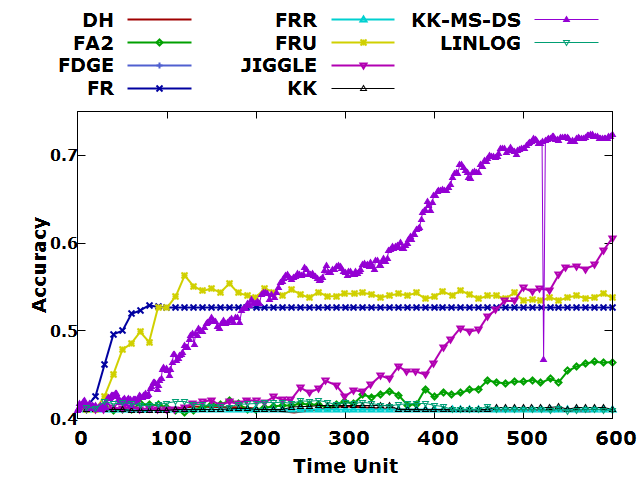 DH FRR KK-MS-DS
FA2 FRU LINLOG
FDGE JIGGLE
FR KK
0.7
0.6
0.5
0.4
Accuracy
0 100 200 300 400 500 600
Time Unit